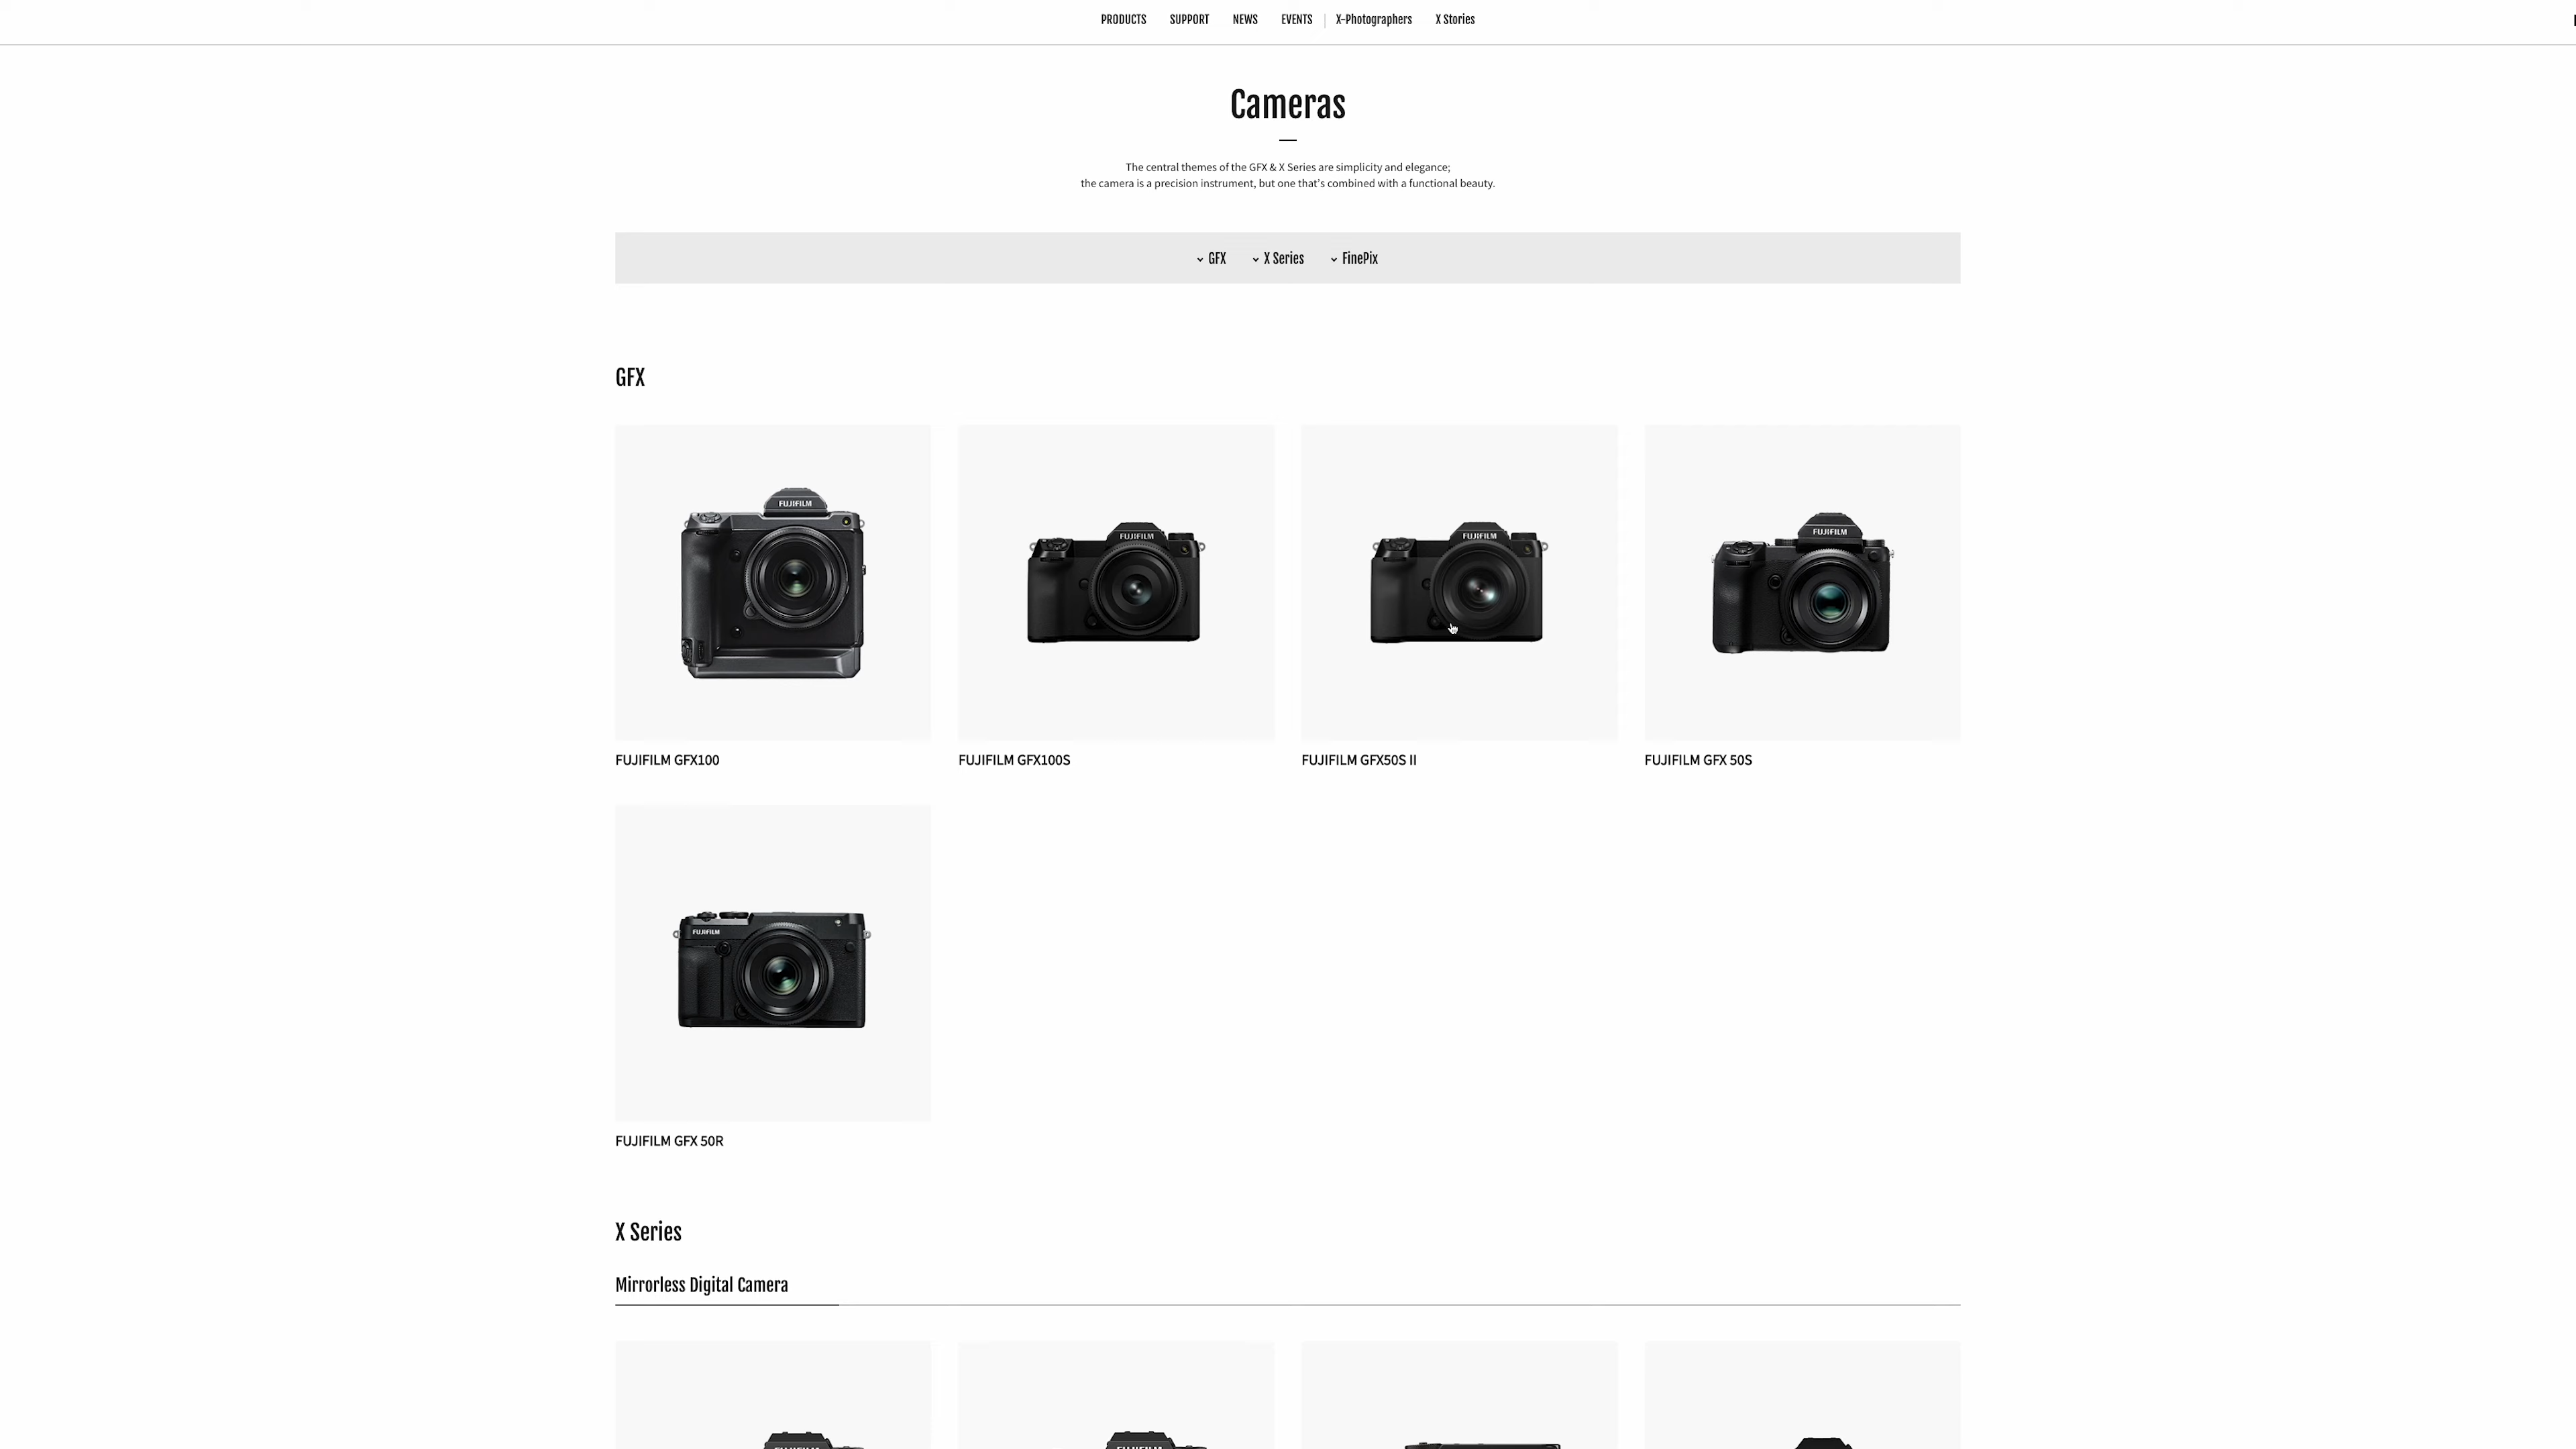 PRODUCTS SUPPORT NEWS EVENTS X-Photographers X Stories
Cameras
The central themes of the GFX & X Series are simplicity and elegance;
the camera is a precision instrument, but one that's combined with a functional beauty.
GFX X Series FinePix
GFX
FUJIFILM FUJIFILM FUJIFILM FUJIFILM
FUJIFILM GFX100 FUJIFILM GFX100S FUJIFILM GFX50S II FUJIFILM GFX 50S
FUJIFILM
FUJIFILM GFX 50R
X Series
Mirrorless Digital Camera
FUJIFILM FUJIFILM